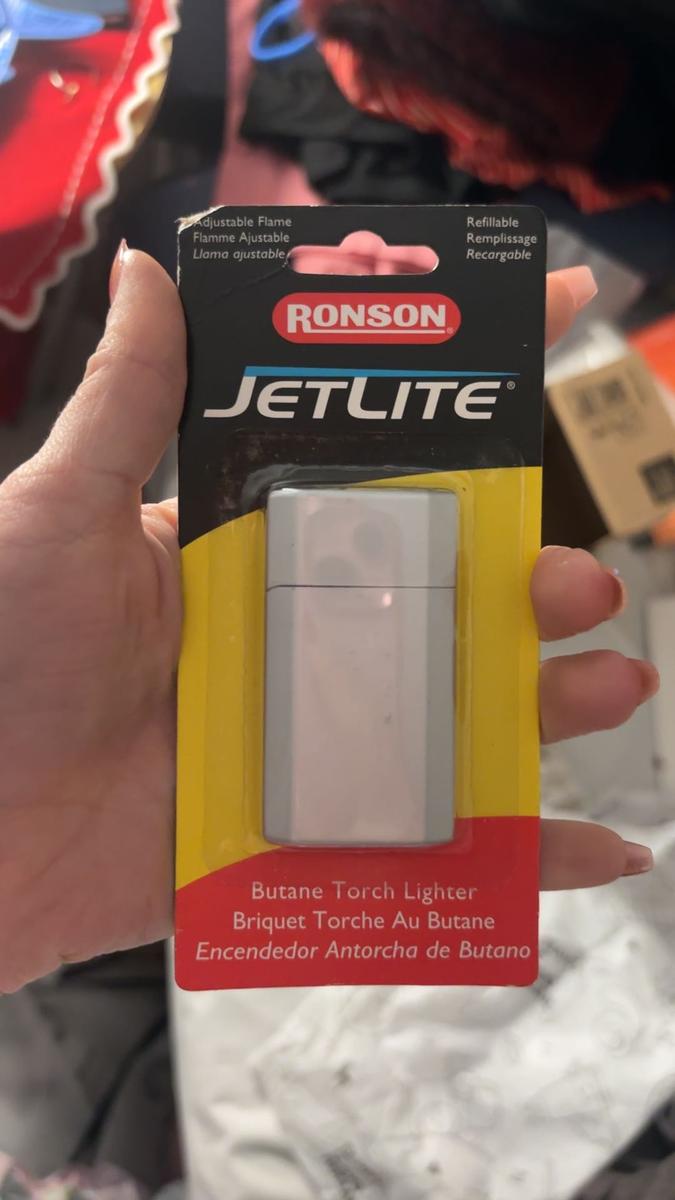 Adjustable Flame
Flamme Ajustable
Llama ajustable
Refillable
Remplissage
Recargable
RONSON®
JETLITE®
Butane Torch Lighter
Briquet Torche Au Butane
Encendedor Antorcha de Butano